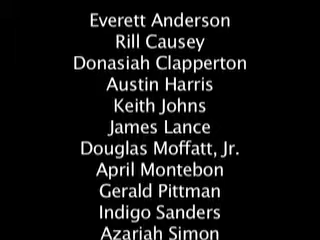 Everett Anderson
Rill Causey
Donasiah Clapperton
Austin Harris
Keith Johns
James Lance
Douglas Moffatt, Jr.
April Montebon
Gerald Pittman
Indigo Sanders
Azariah Simon